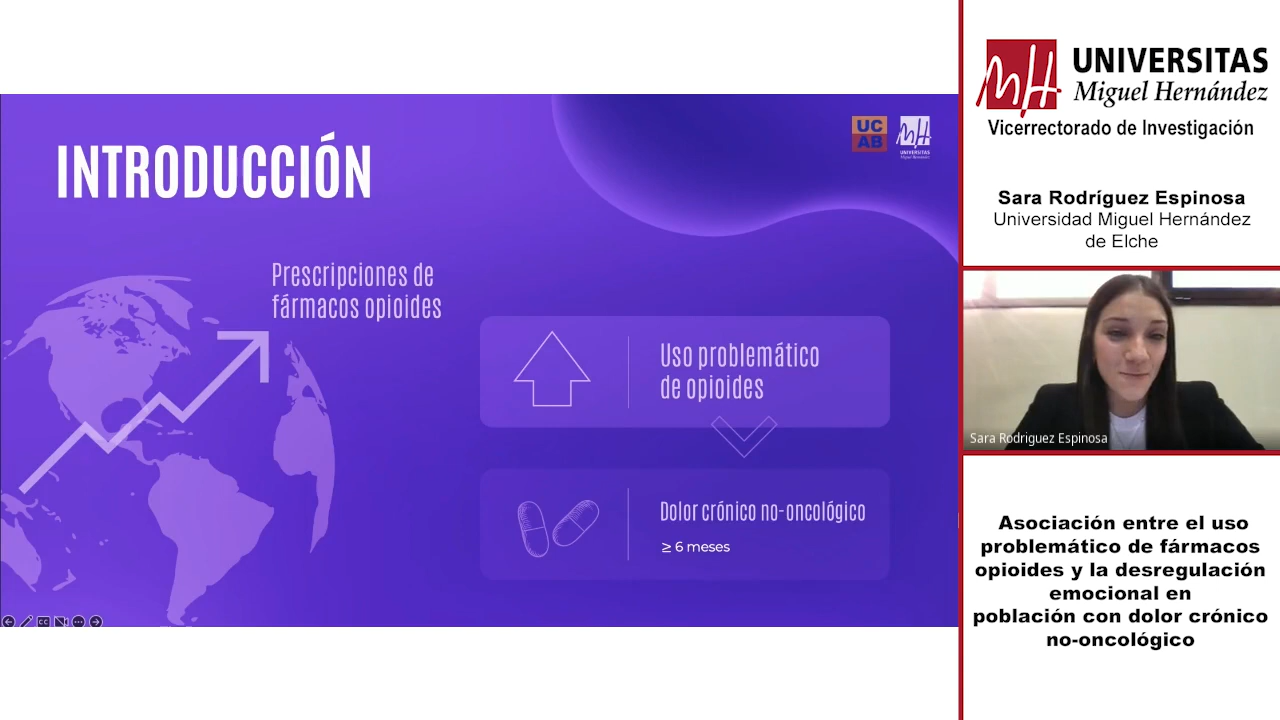 INTRODUCCIÓN
UC
AB
UNIVERSITAS
Miguel Hernández
Prescripciones de
fármacos opioides
Uso problemático
de opioides
Dolor crónico no-oncológico
≥ 6 meses
CC
UNIVERSITAS
Miguel Hernández
Vicerrectorado de Investigación
Sara Rodríguez Espinosa
Universidad Miguel Hernández
de Elche
Sara Rodriguez Espinosa
Asociación entre el uso
problemático de fármacos
opioides y la desregulación
emocional en
población con dolor crónico
no-oncológico